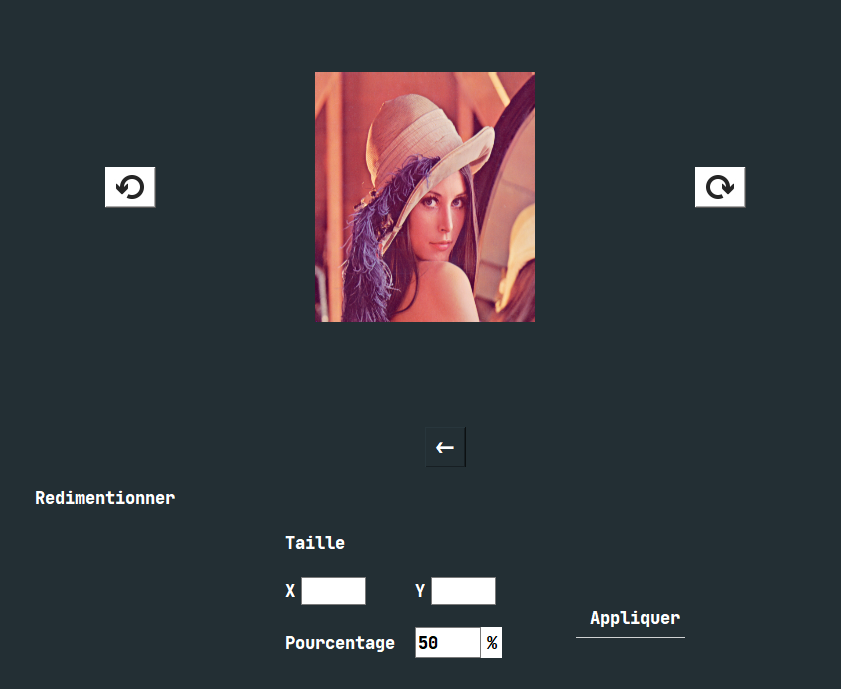 ←
Redimentionner
Taille
X Y
Appliquer
Pourcentage 50 %